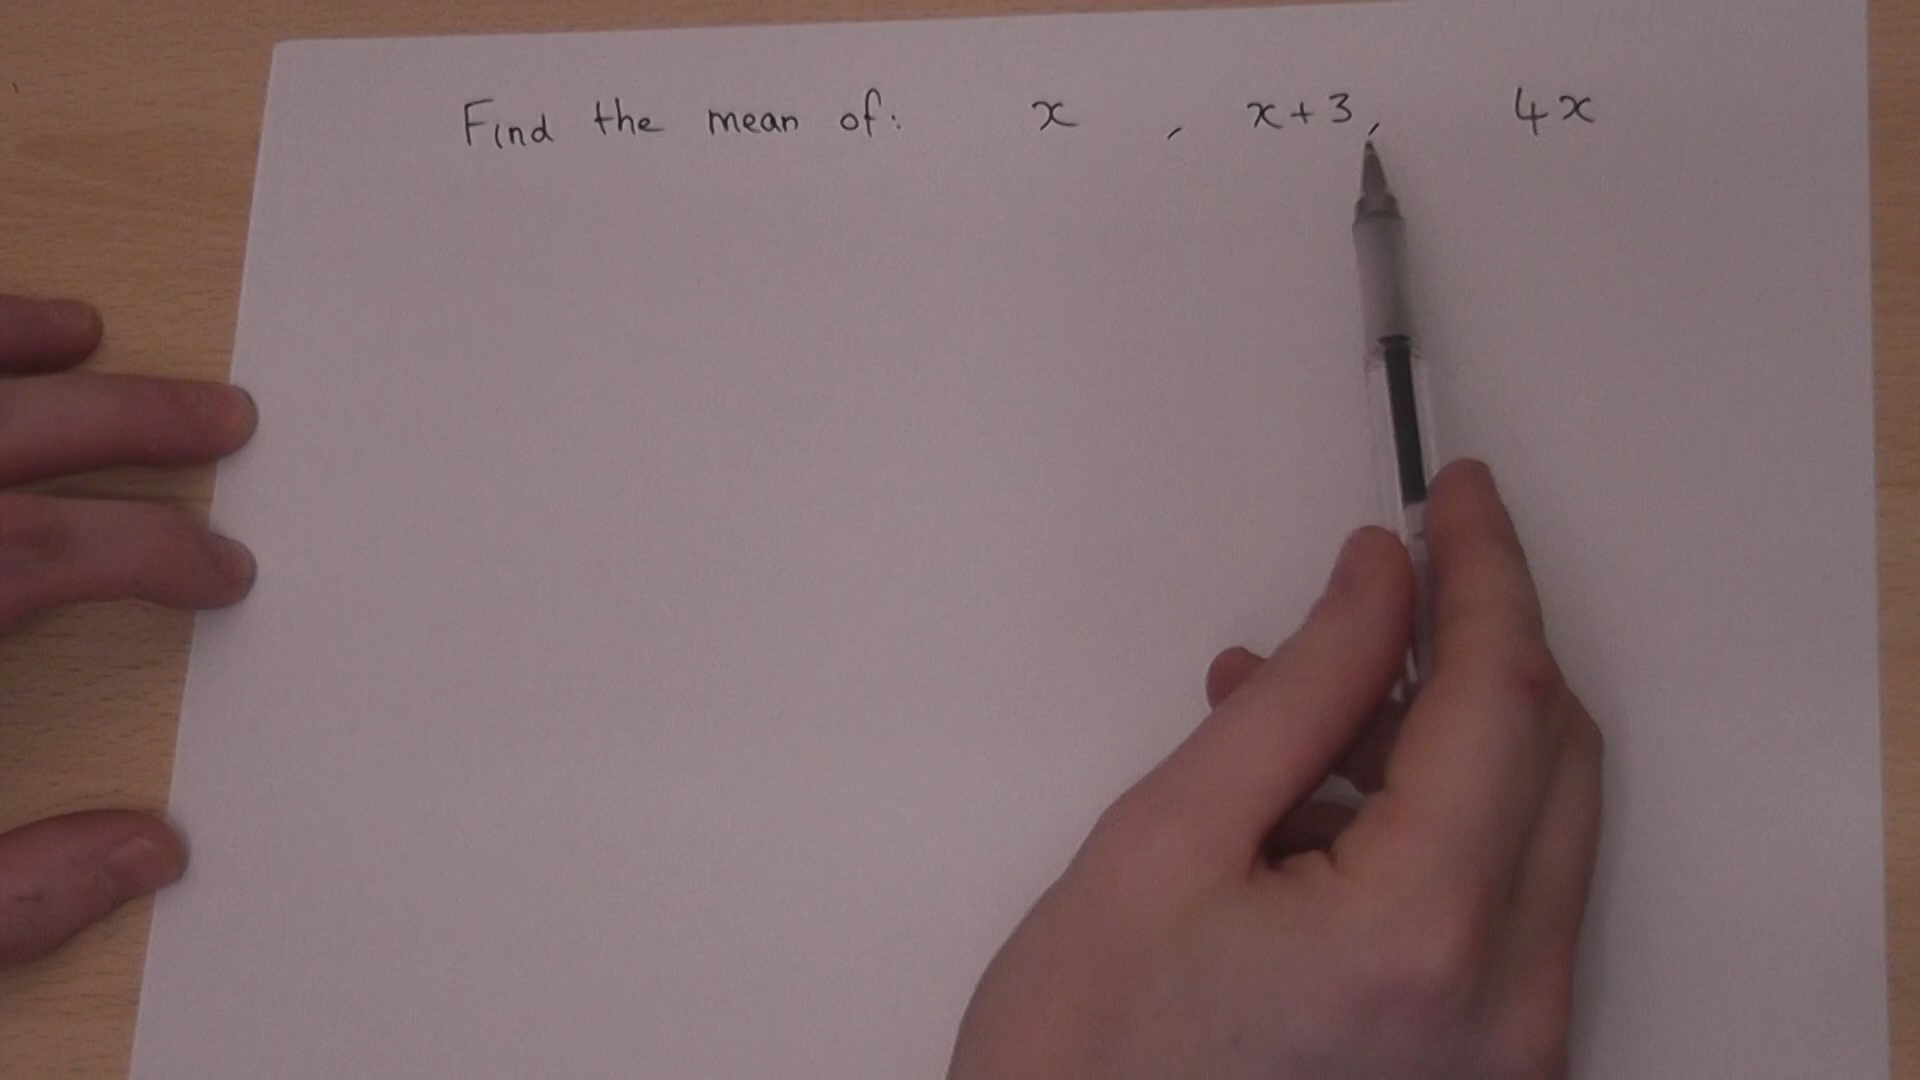 Find the mean of: x , x+3, 4x